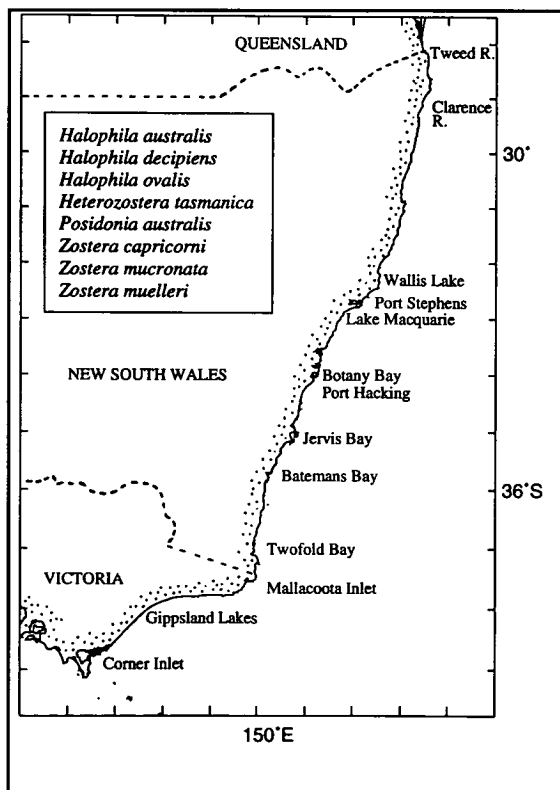 QUEENSLAND
Tweed R.
Clarence
R.
30°
Halophila australis
Halophila decipiens
Halophila ovalis
Heterozostera tasmanica
Posidonia australis
Zostera capricorni
Zostera mucronata
Zostera muelleri
Wallis Lake
Port Stephens
Lake Macquarie
NEW SOUTH WALES
Botany Bay
Port Hacking
Jervis Bay
Batemans Bay
36°S
Twofold Bay
VICTORIA
Mallacoota Inlet
Gippsland Lakes
Corner Inlet
150°E